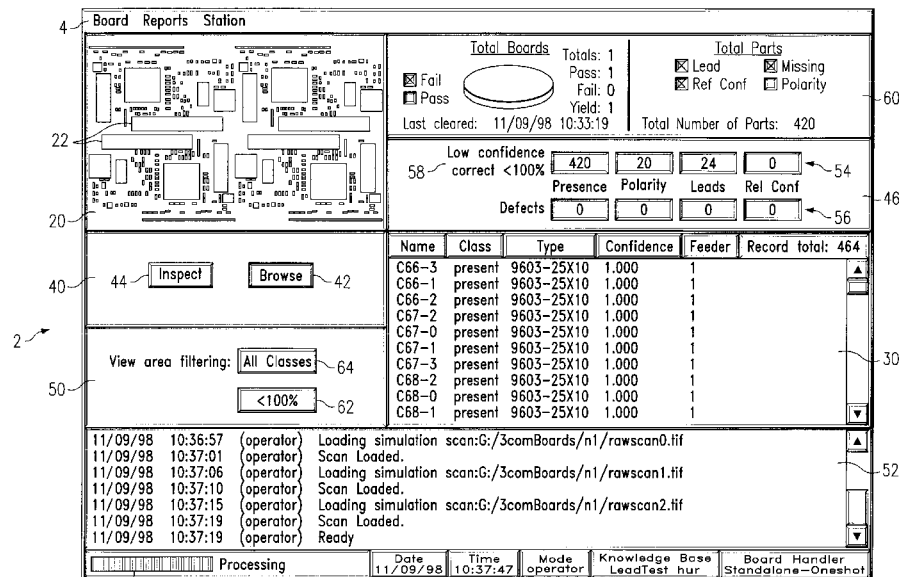 4
Board Reports Station
Total Boards
Fail
Pass
Totals: 1
Pass: 1
Fail: 0
Yield: 1
Last cleared: 11/09/98 10:33:19
Total Parts
Lead Missing
Ref Conf Polarity
Total Number of Parts: 420
60
22
20
Low confidence
correct <100%
58
420 20 24 0
54
Presence Polarity Leads Rel Conf
46
Defects 0 0 0 0
56
40
44
Inspect
Browse
42
2
50
View area filtering: All Classes
64
<100%
62
Name Class Type Confidence Feeder Record total: 464
C66-3 present 9603-25X10 1.000 1
C66-1 present 9603-25X10 1.000 1
C66-2 present 9603-25X10 1.000 1
C67-2 present 9603-25X10 1.000 1
C67-0 present 9603-25X10 1.000 1
C67-1 present 9603-25X10 1.000 1
C67-3 present 9603-25X10 1.000 1
C68-2 present 9603-25X10 1.000 1
C68-0 present 9603-25X10 1.000 1
C68-1 present 9603-25X10 1.000 1
30
11/09/98 10:36:57 (operator) Loading simulation scan:G:/3comBoards/n1/rawscan0.tif
11/09/98 10:37:01 (operator) Scan Loaded.
11/09/98 10:37:06 (operator) Loading simulation scan:G:/3comBoards/n1/rawscan1.tif
11/09/98 10:37:10 (operator) Scan Loaded.
11/09/98 10:37:15 (operator) Loading simulation scan:G:/3comBoards/n1/rawscan2.tif
11/09/98 10:37:19 (operator) Scan Loaded.
11/09/98 10:37:19 (operator) Ready
52
Processing
Date
11/09/98
Time
10:37:47
Mode
operator
Knowledge Base
LeadTest hur
Board Handler
Standalone-Oneshot